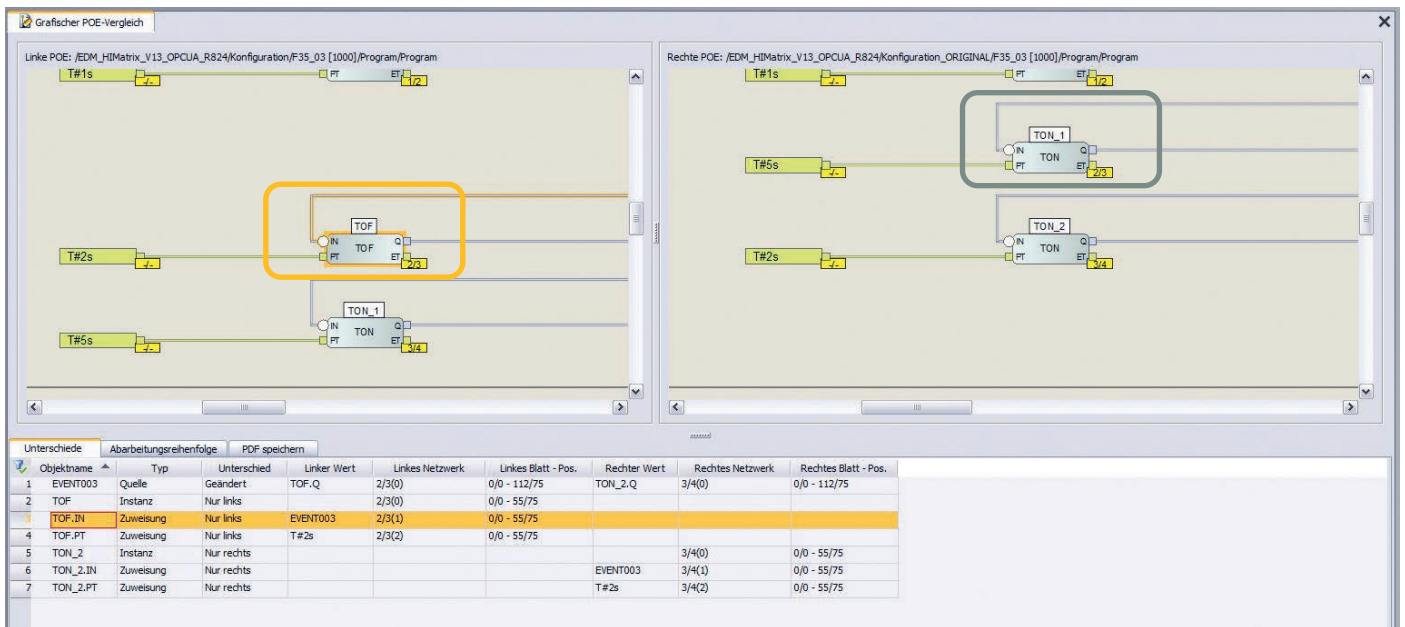 Grafischer POE-Vergleich
Linke POE: /EDM_HIMatrix_V13_OPCUA_R824/Konfiguration/F35_03 [1000]/Program/Program
T#1s
-/-
PT ET
1/2
TOF
IN TOF Q
T#2s
-/-
PT ET
2/3
TON_1
IN TON Q
T#5s
-/-
PT ET
3/4
Rechte POE: /EDM_HIMatrix_V13_OPCUA_R824/Konfiguration_ORIGINAL/F35_03 [1000]/Program/Program
T#1s
-/-
PT ET
1/2
TON_1
IN TON Q
T#5s
-/-
PT ET
2/3
TON_2
IN TON Q
T#2s
-/-
PT ET
3/4
Unterschiede Abarbeitungsreihenfolge PDF speichern
Objektname Typ Unterschied Linker Wert Linkes Netzwerk Linkes Blatt - Pos. Rechter Wert Rechtes Netzwerk Rechtes Blatt - Pos.
1 EVENT003 Quelle Geändert TOF.Q 2/3(0) 0/0 - 112/75 TON_2.Q 3/4(0) 0/0 - 112/75
2 TOF Instanz Nur links 2/3(0) 0/0 - 55/75
3 TOF.IN Zuweisung Nur links EVENT003 2/3(1) 0/0 - 55/75
4 TOF.PT Zuweisung Nur links T#2s 2/3(2) 0/0 - 55/75
5 TON_2 Instanz Nur rechts 3/4(0) 0/0 - 55/75
6 TON_2.IN Zuweisung Nur rechts EVENT003 3/4(1) 0/0 - 55/75
7 TON_2.PT Zuweisung Nur rechts T#2s 3/4(2) 0/0 - 55/75